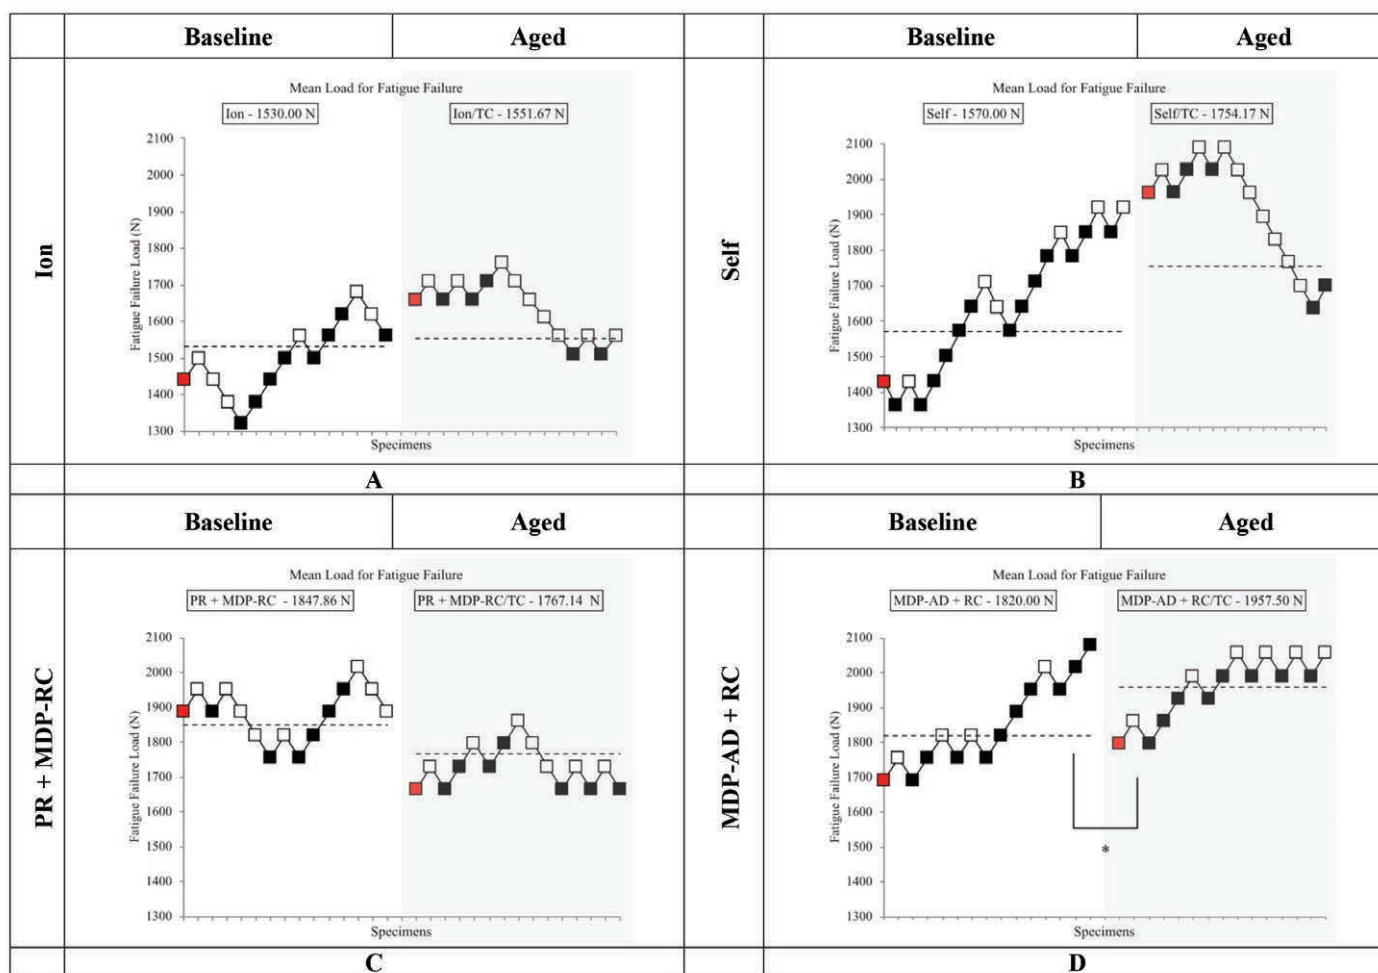 Baseline Aged Baseline Aged
Ion
Mean Load for Fatigue Failure
Ion - 1530.00 N Ion/TC - 1551.67 N
Fatigue Failure Load (N)
2100
2000
1900
1800
1700
1600
1500
1400
1300
Specimens
Self
Mean Load for Fatigue Failure
Self - 1570.00 N Self/TC - 1754.17 N
Fatigue Failure Load (N)
2100
2000
1900
1800
1700
1600
1500
1400
1300
Specimens
A B
Baseline Aged Baseline Aged
PR + MDP-RC
Mean Load for Fatigue Failure
PR + MDP-RC - 1847.86 N PR + MDP-RC/TC - 1767.14 N
Fatigue Failure Load (N)
2100
2000
1900
1800
1700
1600
1500
1400
1300
Specimens
MDP-AD + RC
Mean Load for Fatigue Failure
MDP-AD + RC - 1820.00 N MDP-AD + RC/TC - 1957.50 N
Fatigue Failure Load (N)
2100
2000
1900
1800
1700
1600
1500
1400
1300
*
Specimens
C D